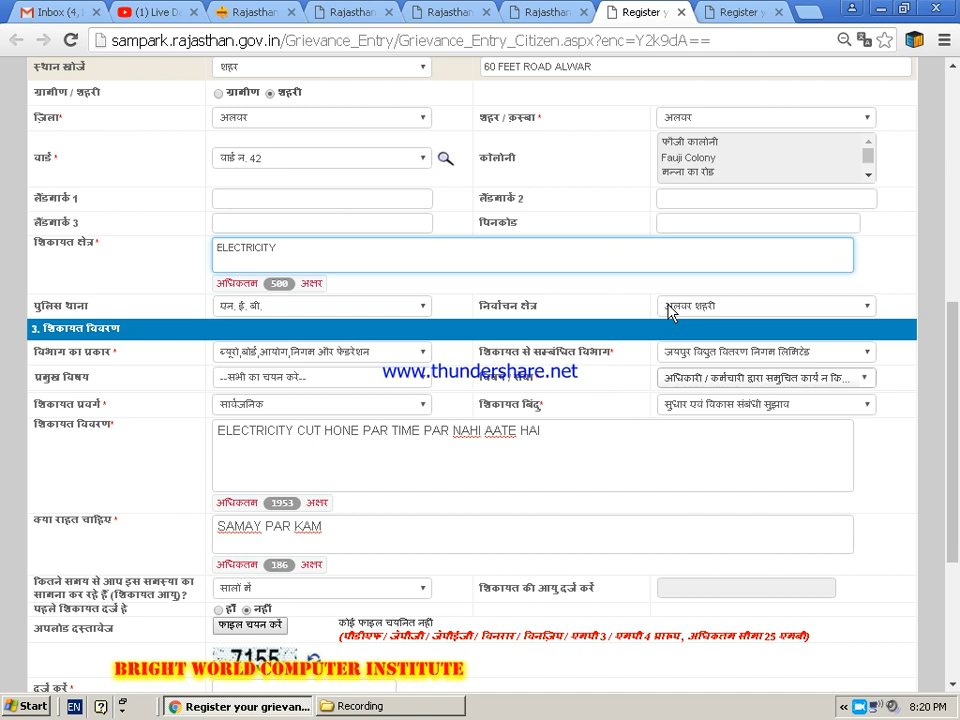 Inbox (4,
(1) Live D
Rajasthan
Rajasthan
Rajasthan
Rajasthan
Register y
Register y
sampark.rajasthan.gov.in/Grievance_Entry/Grievance_Entry_Citizen.aspx?enc=Y2k9dA==
स्थान खोजें शहर 60 FEET ROAD ALWAR
ग्रामीण / शहरी ग्रामीण शहरी
ज़िला* अलवर शहर / क़स्बा * अलवर
वार्ड * वार्ड न. 42 कोलोनी फौजी कालोनी
Fauji Colony
मन्ना का रोड
लैंडमार्क 1 लैंडमार्क 2
लैंडमार्क 3 पिनकोड
शिकायत क्षेत्र* ELECTRICITY
अधिकतम 500 अक्षर
पुलिस थाना एन. ई. बी. निर्वाचन क्षेत्र अलवर शहरी
3. शिकायत विवरण
विभाग का प्रकार * ब्यूरो,बोर्ड,आयोग,निगम और फेडरेशन शिकायत से सम्बंधित विभाग* जयपुर विधुत वितरण निगम लिमिटेड
www.thundershare.net
प्रमुख विषय --सभी का चयन करे-- अधिकारी / कर्मचारी द्वारा समुचित कार्य न कि...
शिकायत प्रवर्ग * सार्वजनिक शिकायत बिंदु* सुधार एवं विकास संबंधी सुझाव
शिकायत विवरण* ELECTRICITY CUT HONE PAR TIME PAR NAHI AATE HAI
अधिकतम 1953 अक्षर
क्या राहत चाहिए * SAMAY PAR KAM
अधिकतम 186 अक्षर
कितने समय से आप इस समस्या का
सामना कर रहे हैं (शिकायत आयु)? सालों में शिकायत की आयु दर्ज करें
पहले शिकायत दर्ज है हाँ नहीं
अपलोड दस्तावेज फाइल चयन करें कोई फाइल चयनित नही
(पीडीएफ / जेपीजी / जेपीईजी / विनरार / विनज़िप / एमपी 3 / एमपी 4 प्रारूप, अधिकतम सीमा 25 एमबी)
7155
BRIGHT WORLD COMPUTER INSTITUTE
दर्ज करें *
Start EN Register your grievan... Recording 8:20 PM